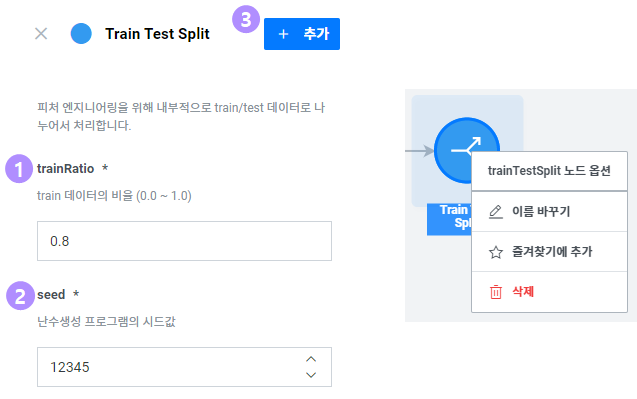 Train Test Split
3
+ 추가
피처 엔지니어링을 위해 내부적으로 train/test 데이터로 나
누어서 처리합니다.
1
trainRatio *
train 데이터의 비율 (0.0 ~ 1.0)
0.8
2
seed *
난수생성 프로그램의 시드값
12345
Train
Spl
trainTestSplit 노드 옵션
이름 바꾸기
즐겨찾기에 추가
삭제